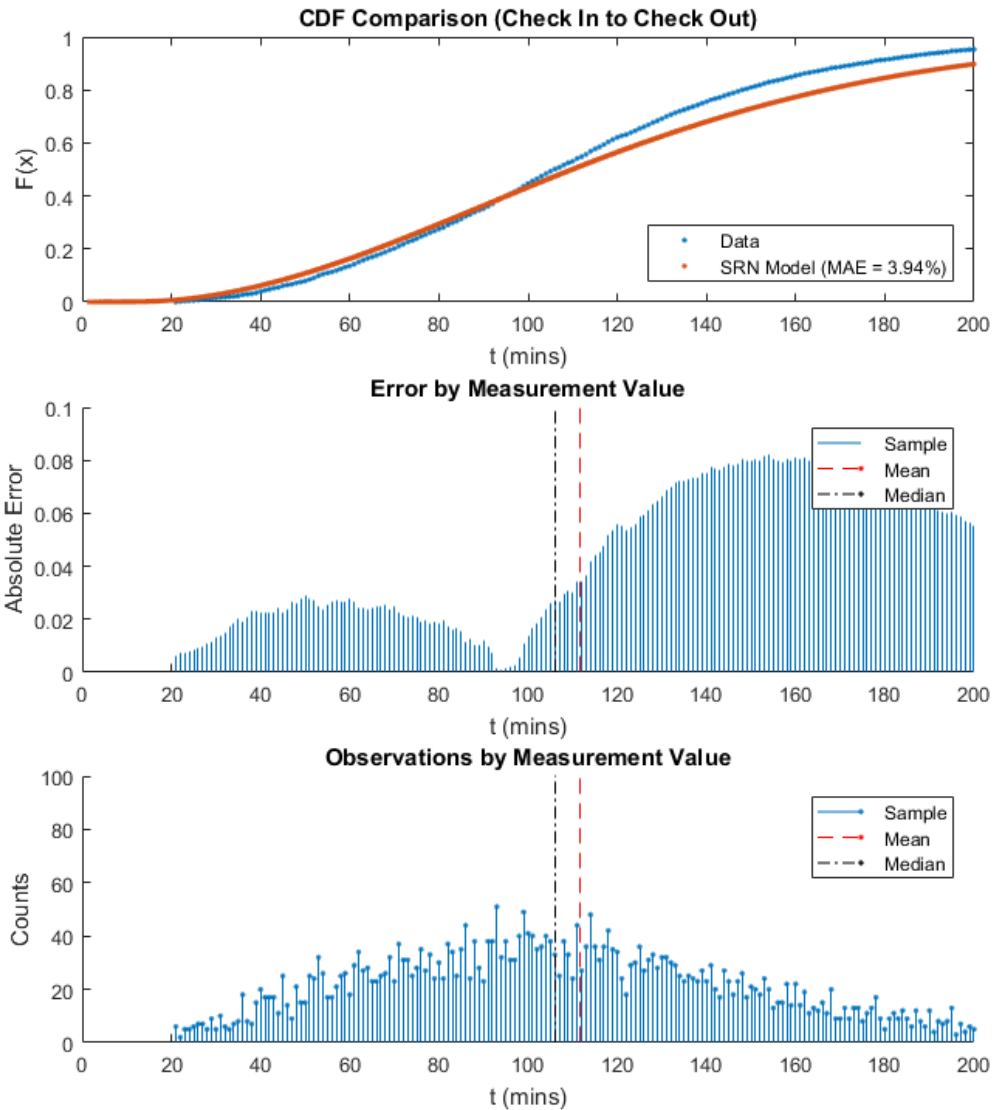 CDF Comparison (Check In to Check Out)
1
0.8
0.6
0.4
0.2
0
F(x)
Data
SRN Model (MAE = 3.94%)
0 20 40 60 80 100 120 140 160 180 200
t (mins)
Error by Measurement Value
0.1
0.08
0.06
0.04
0.02
0
Absolute Error
Sample
Mean
Median
0 20 40 60 80 100 120 140 160 180 200
t (mins)
Observations by Measurement Value
100
80
60
40
20
0
Counts
Sample
Mean
Median
0 20 40 60 80 100 120 140 160 180 200
t (mins)